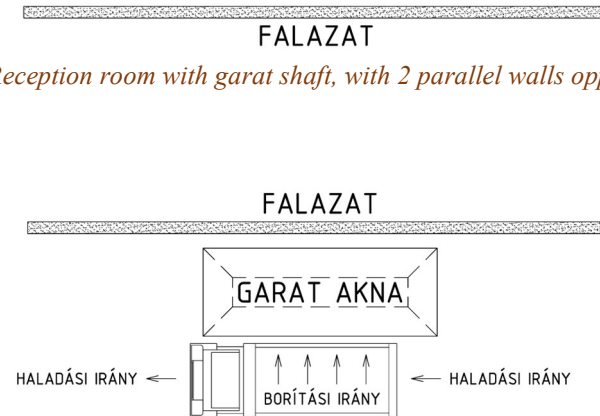 FALAZAT
Reception room with garat shaft, with 2 parallel walls
FALAZAT
GARAT AKNA
HALADÁSI IRÁNY
BORÍTÁSI IRÁNY
HALADÁSI IRÁNY